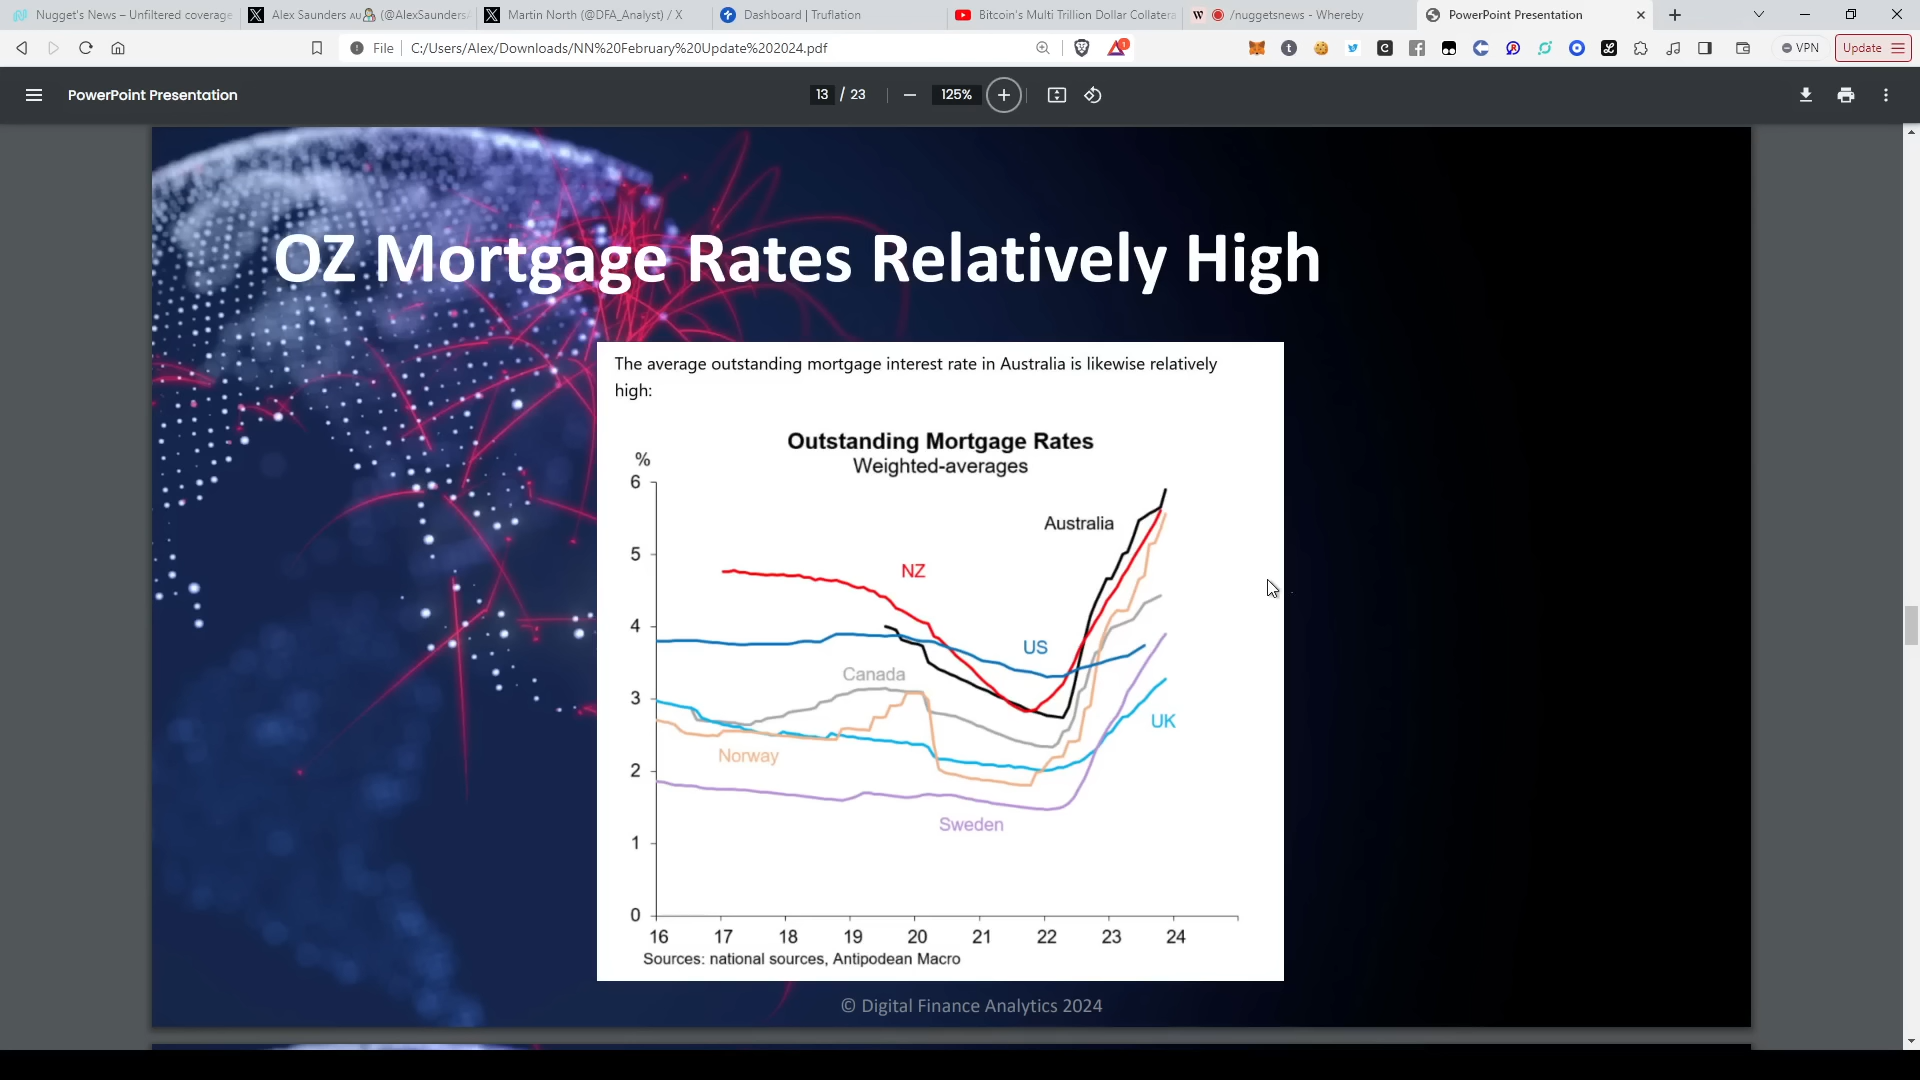 Nugget's News – Unfiltered coverage
Alex Saunders AU (@AlexSaunders
Martin North (@DFA_Analyst) / X
Dashboard | Truflation
Bitcoin's Multi Trillion Dollar Collatera
/nuggetsnews - Whereby
PowerPoint Presentation
File
C:/Users/Alex/Downloads/NN%20February%20Update%202024.pdf
1
VPN
Update
PowerPoint Presentation
13 / 23
125%
OZ Mortgage Rates Relatively High
The average outstanding mortgage interest rate in Australia is likewise relatively
high:
Outstanding Mortgage Rates
Weighted-averages
%
6
Australia
5
NZ
4
US
Canada
3
UK
Norway
2
Sweden
1
0
16 17 18 19 20 21 22 23 24
Sources: national sources, Antipodean Macro
© Digital Finance Analytics 2024